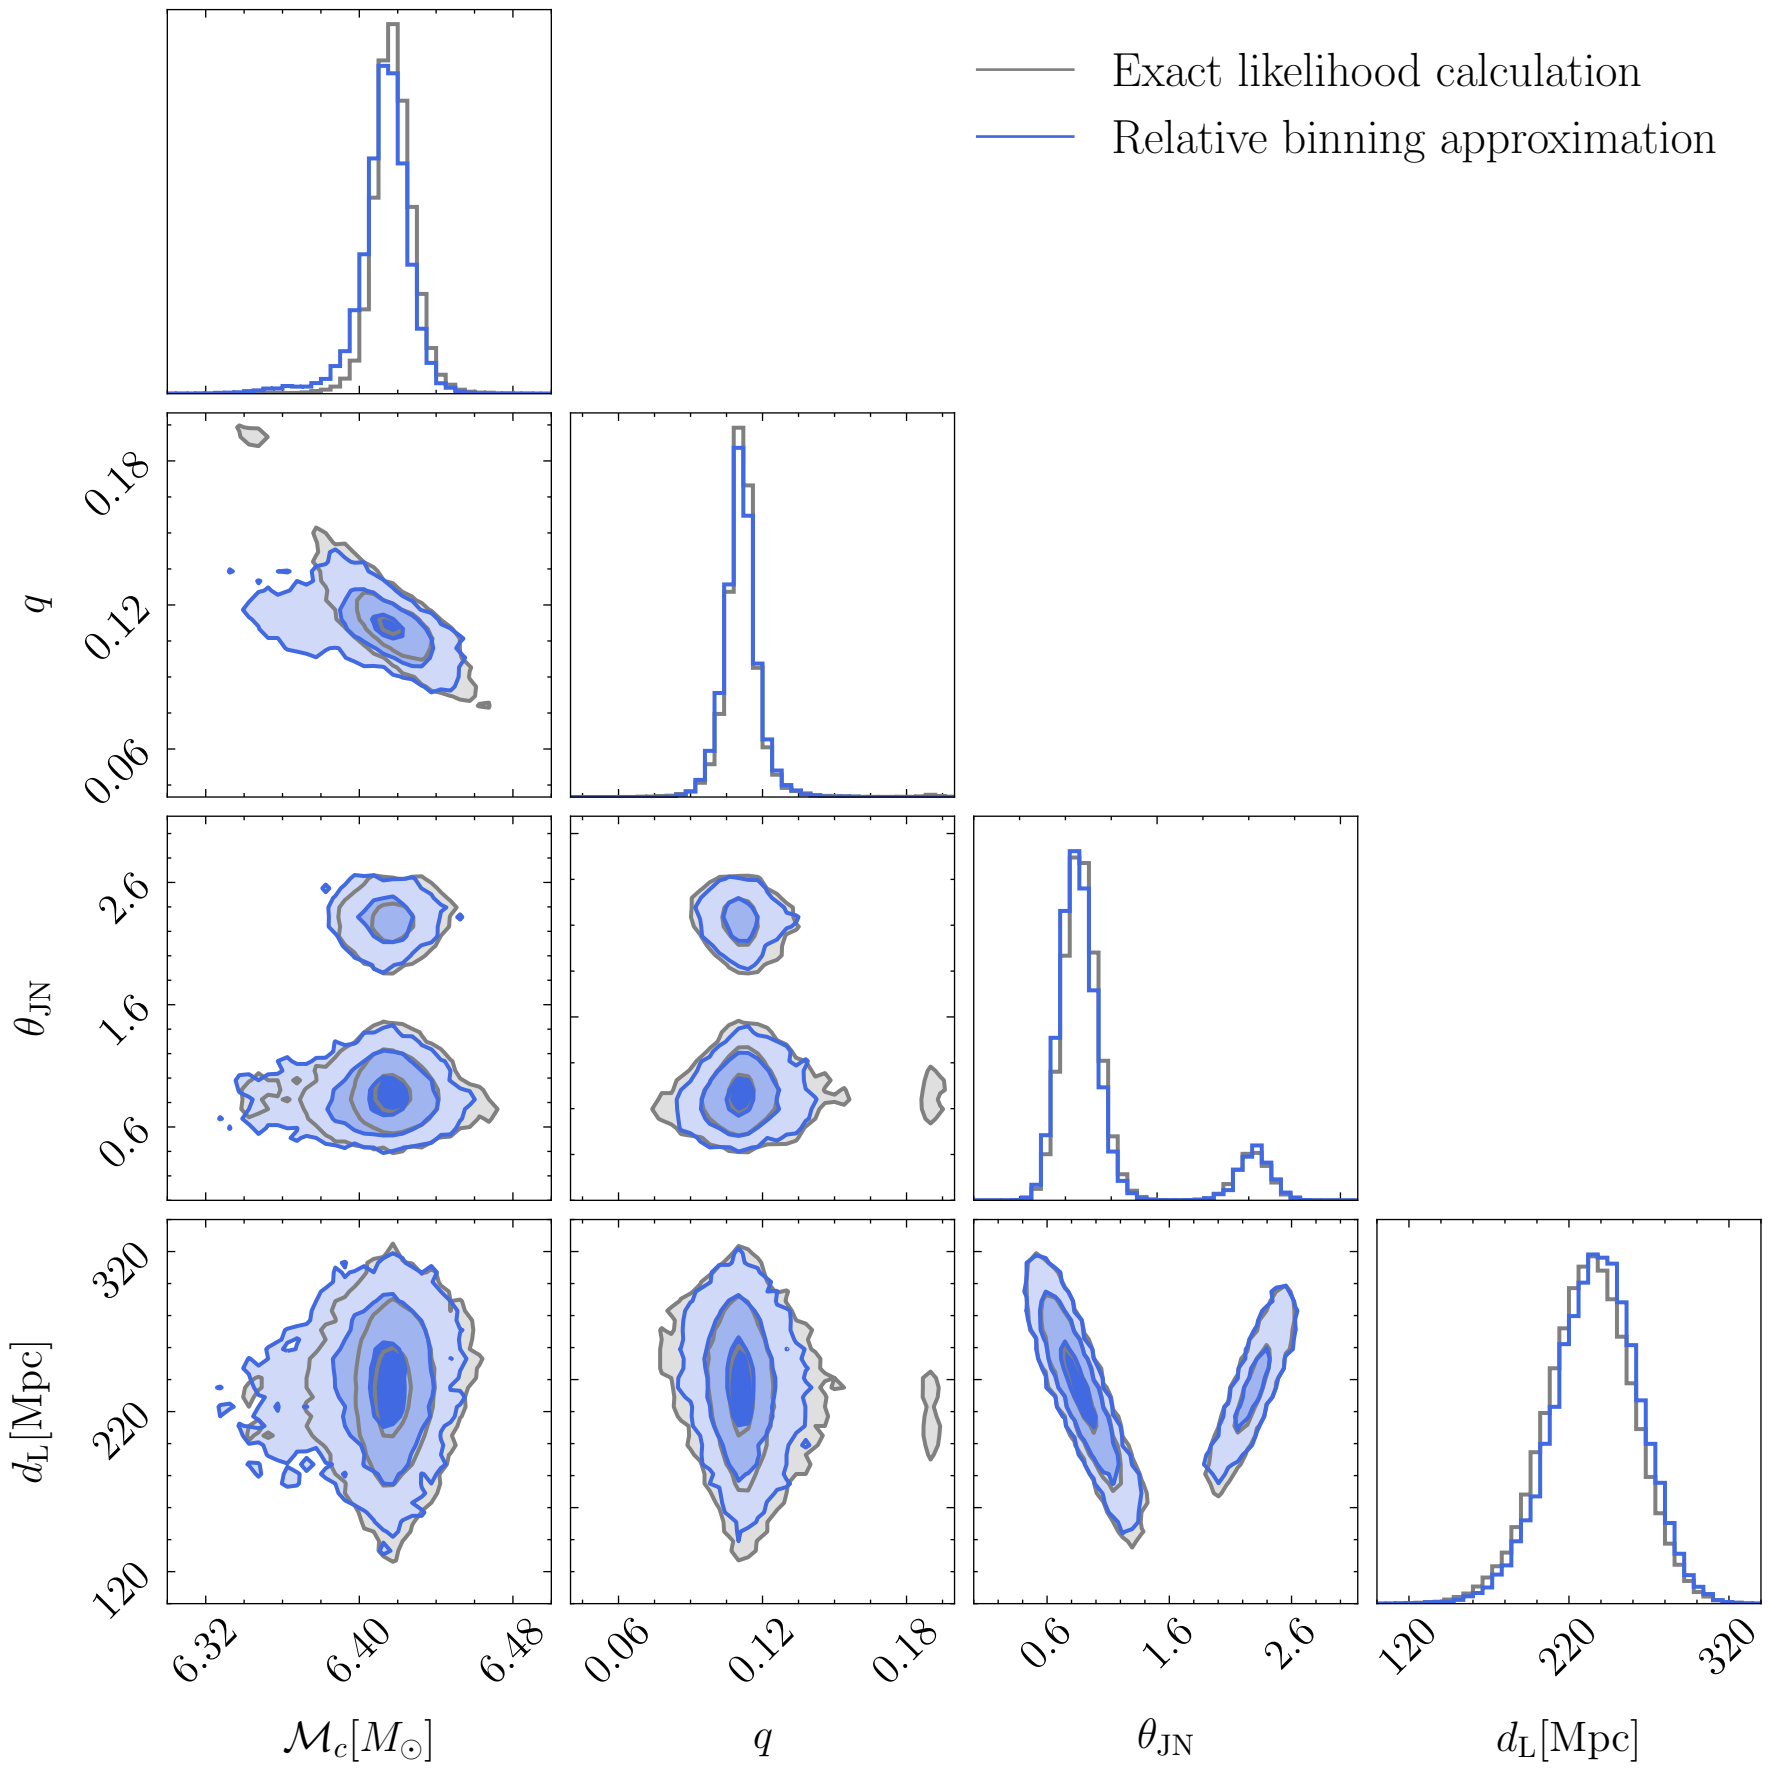 Exact likelihood calculation
Relative binning approximation
0.18
0.12
0.06
q
2.6
1.6
0.6
θ_JN
320
220
120
d_L[Mpc]
6.32 6.40 6.48 0.06 0.12 0.18 0.6 1.6 2.6 120 220 320
ℳ_c[M_⊙] q θ_JN d_L[Mpc]